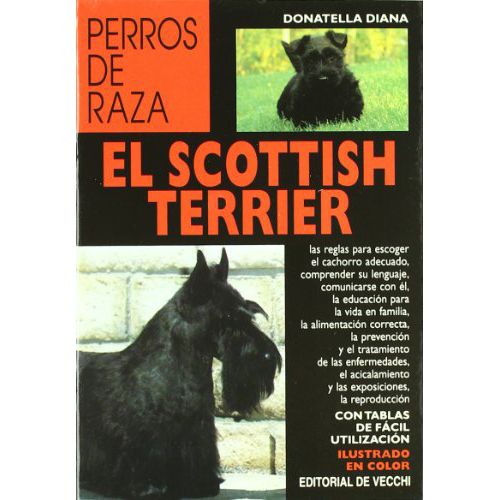 PERROS
DE
RAZA
DONATELLA DIANA
EL SCOTTISH
TERRIER
las reglas para escoger
el cachorro adecuado,
comprender su lenguaje,
comunicarse con él,
la educación para
la vida en familia,
la alimentación correcta,
la prevención
y el tratamiento
de las enfermedades,
el acicalamiento
y las exposiciones,
la reproducción
CON TABLAS
DE FÁCIL
UTILIZACIÓN
ILUSTRADO
EN COLOR
EDITORIAL DE VECCHI